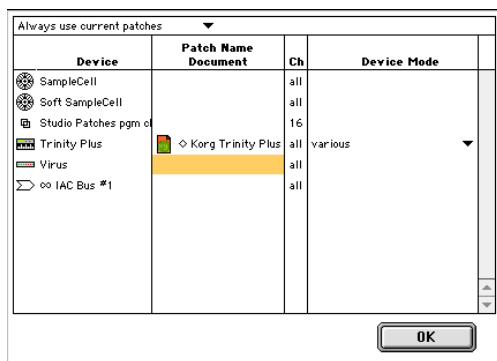 Always use current patches
Device Patch Name Document Ch Device Mode
SampleCell all
Soft SampleCell all
Studio Patches pgm cl 16
Trinity Plus ◇ Korg Trinity Plus all various
Virus all
∞ IAC Bus #1 all
OK